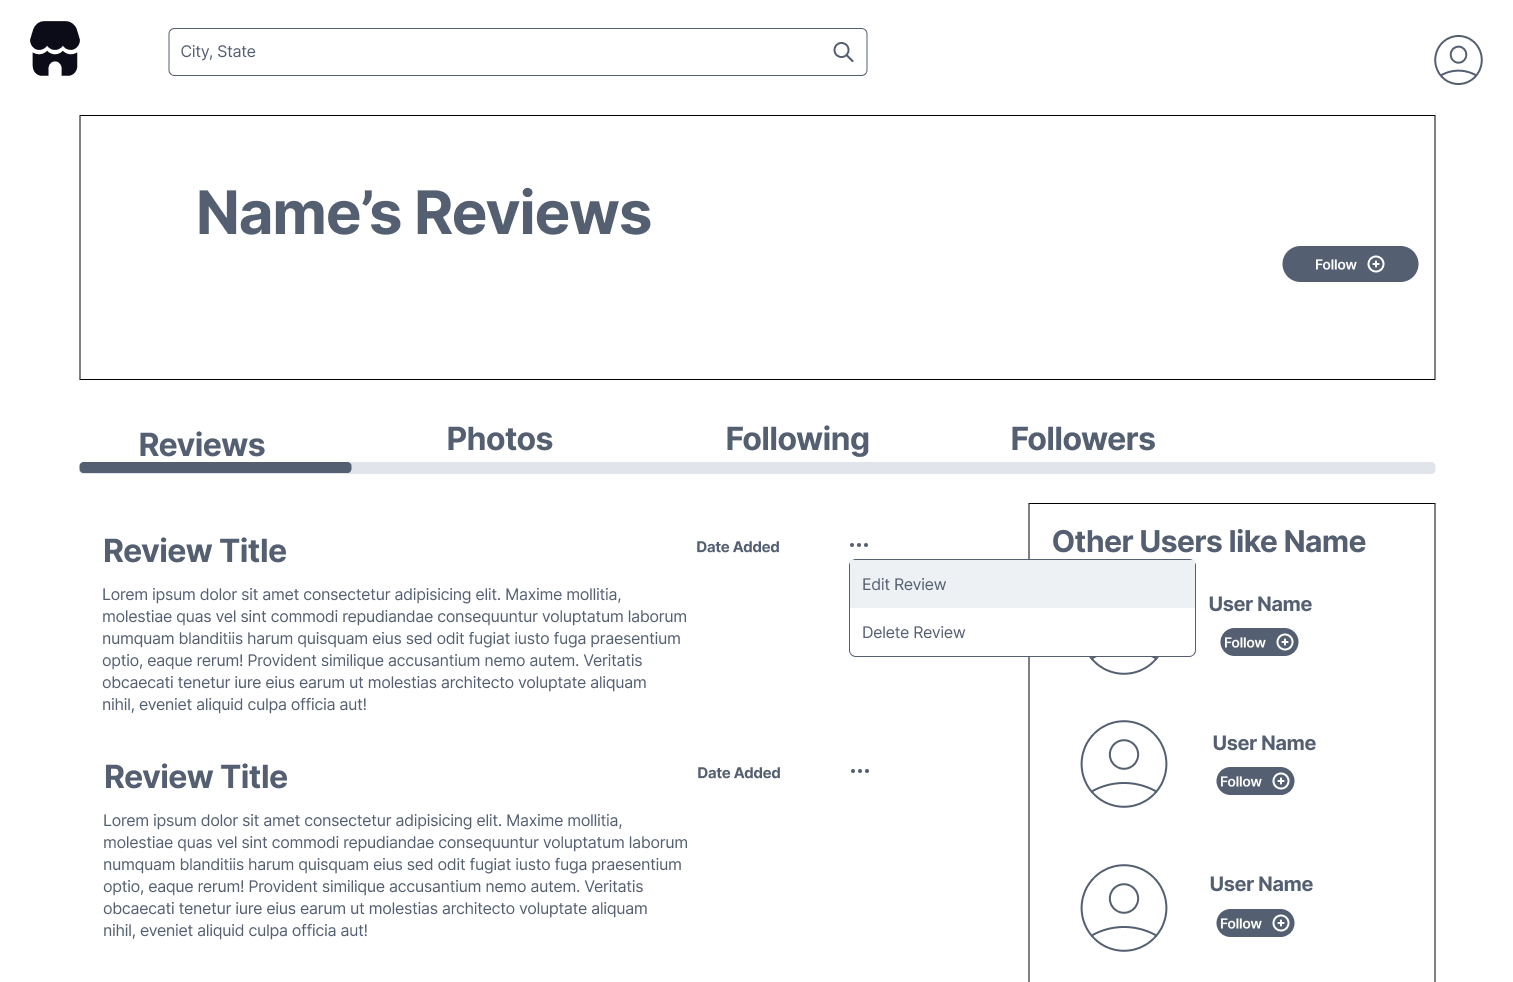 City, State
Name’s Reviews
Follow
Reviews
Photos
Following
Followers
Review Title
Date Added
Lorem ipsum dolor sit amet consectetur adipisicing elit. Maxime mollitia,
molestiae quas vel sint commodi repudiandae consequuntur voluptatum laborum
numquam blanditiis harum quisquam eius sed odit fugiat iusto fuga praesentium
optio, eaque rerum! Provident similique accusantium nemo autem. Veritatis
obcaecati tenetur iure eius earum ut molestias architecto voluptate aliquam
nihil, eveniet aliquid culpa officia aut!
Edit Review
Delete Review
Review Title
Date Added
Lorem ipsum dolor sit amet consectetur adipisicing elit. Maxime mollitia,
molestiae quas vel sint commodi repudiandae consequuntur voluptatum laborum
numquam blanditiis harum quisquam eius sed odit fugiat iusto fuga praesentium
optio, eaque rerum! Provident similique accusantium nemo autem. Veritatis
obcaecati tenetur iure eius earum ut molestias architecto voluptate aliquam
nihil, eveniet aliquid culpa officia aut!
Other Users like Name
User Name
Follow
User Name
Follow
User Name
Follow